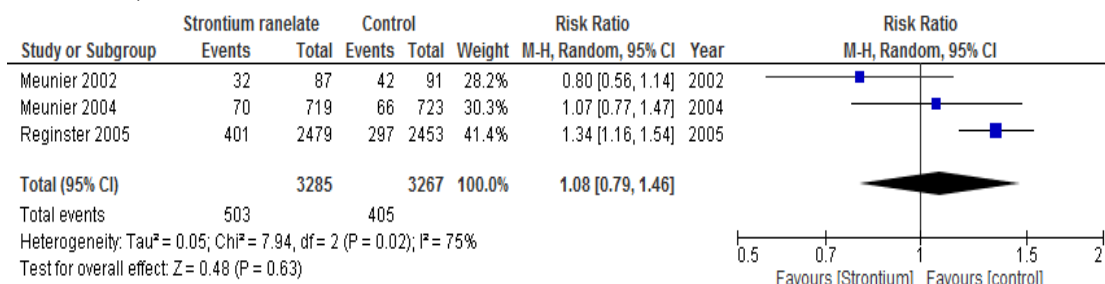 Strontium ranelate Control Risk Ratio Risk Ratio
Study or Subgroup Events Total Events Total Weight M-H, Random, 95% CI Year M-H, Random, 95% CI
Meunier 2002 32 87 42 91 28.2% 0.80 [0.56, 1.14] 2002
Meunier 2004 70 719 66 723 30.3% 1.07 [0.77, 1.47] 2004
Reginster 2005 401 2479 297 2453 41.4% 1.34 [1.16, 1.54] 2005
Total (95% CI) 3285 3267 100.0% 1.08 [0.79, 1.46]
Total events 503 405
Heterogeneity: Tau² = 0.05; Chi² = 7.94, df = 2 (P = 0.02); I² = 75%
Test for overall effect: Z = 0.48 (P = 0.63)
0.5 0.7 1 1.5 2
Favours [Strontium] Favours [control]